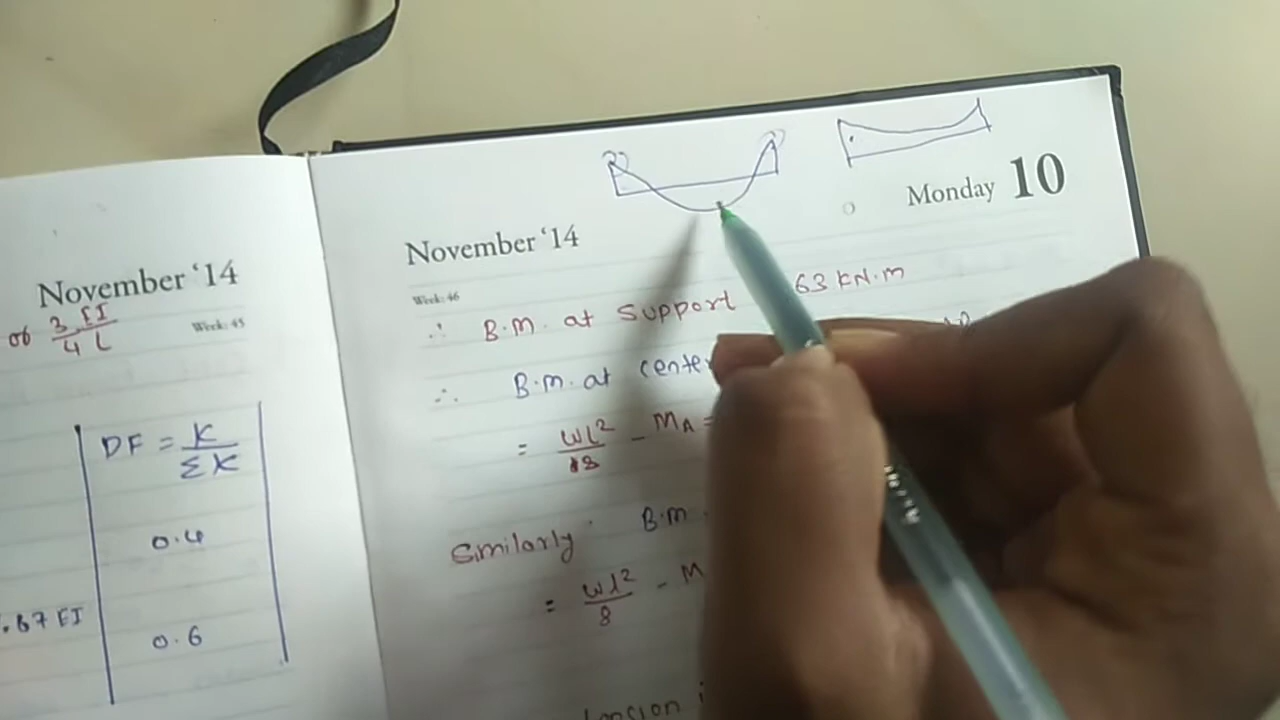 November ‘14
Week: 45
of 3 EI
4 L
DF = K
ΣK
0.4
.67 EI
0.6
Monday 10
November ‘14
Week: 46
∴ B.M. at Support 63 KN.m
∴ B.M. at center
= Wl²/8 - MA =
Similarly B.M.
= Wl²/8 - M